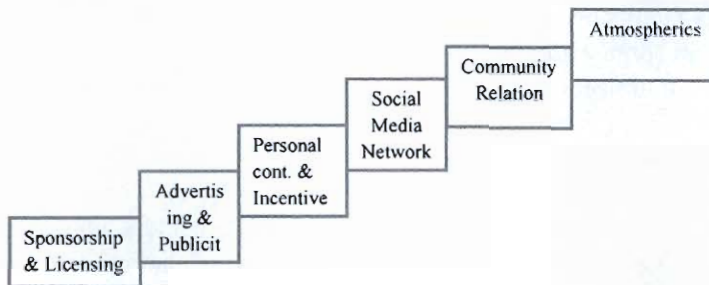 Sponsorship
& Licensing
Advertis
ing &
Publicit
Personal
cont. &
Incentive
Social
Media
Network
Community
Relation
Atmospherics